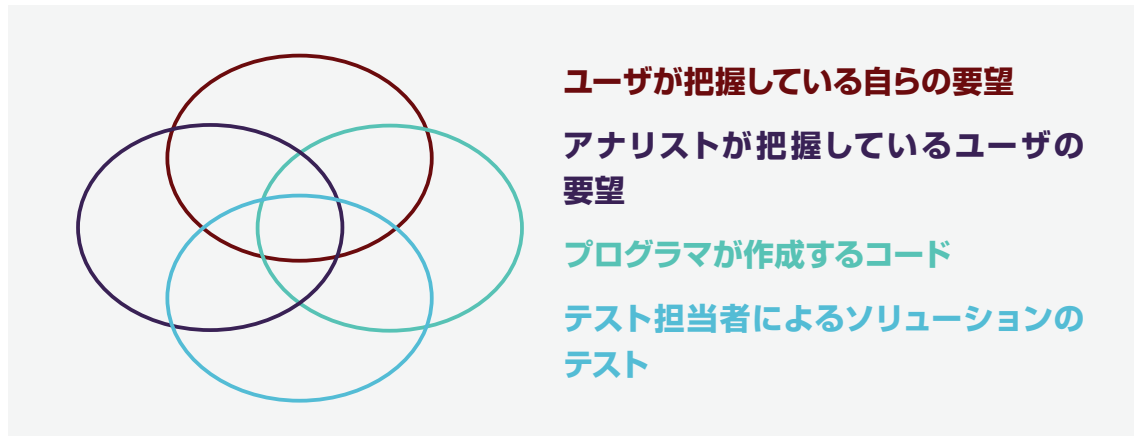 ユーザが把握している自らの要望
アナリストが把握しているユーザの
要望
プログラマが作成するコード
テスト担当者によるソリューションの
テスト